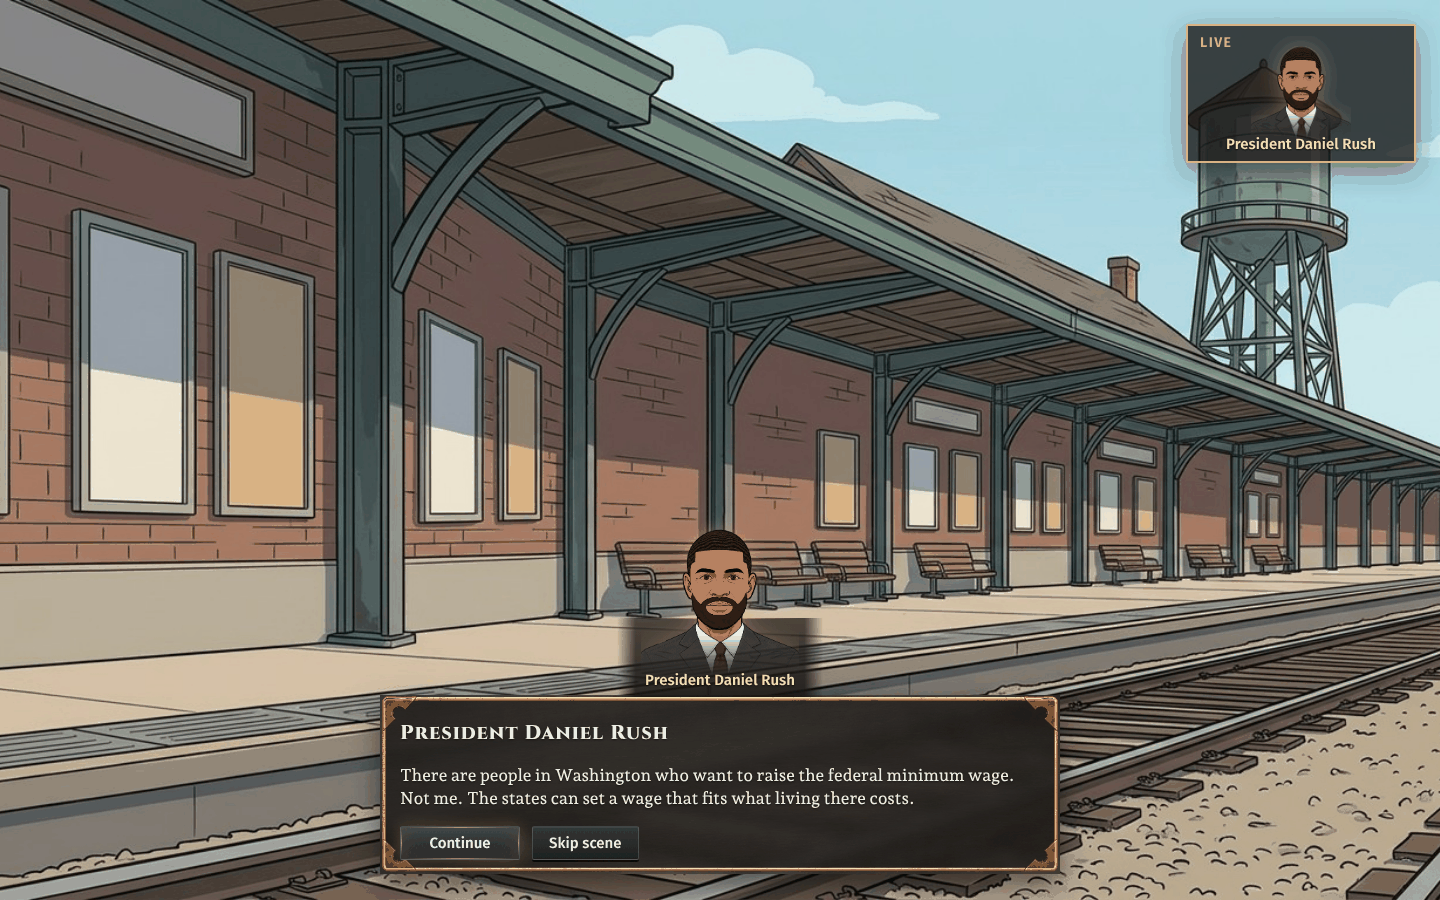 LIVE
President Daniel Rush
President Daniel Rush
President Daniel Rush
There are people in Washington who want to raise the federal minimum wage.
Not me. The states can set a wage that fits what living there costs.
Continue
Skip scene